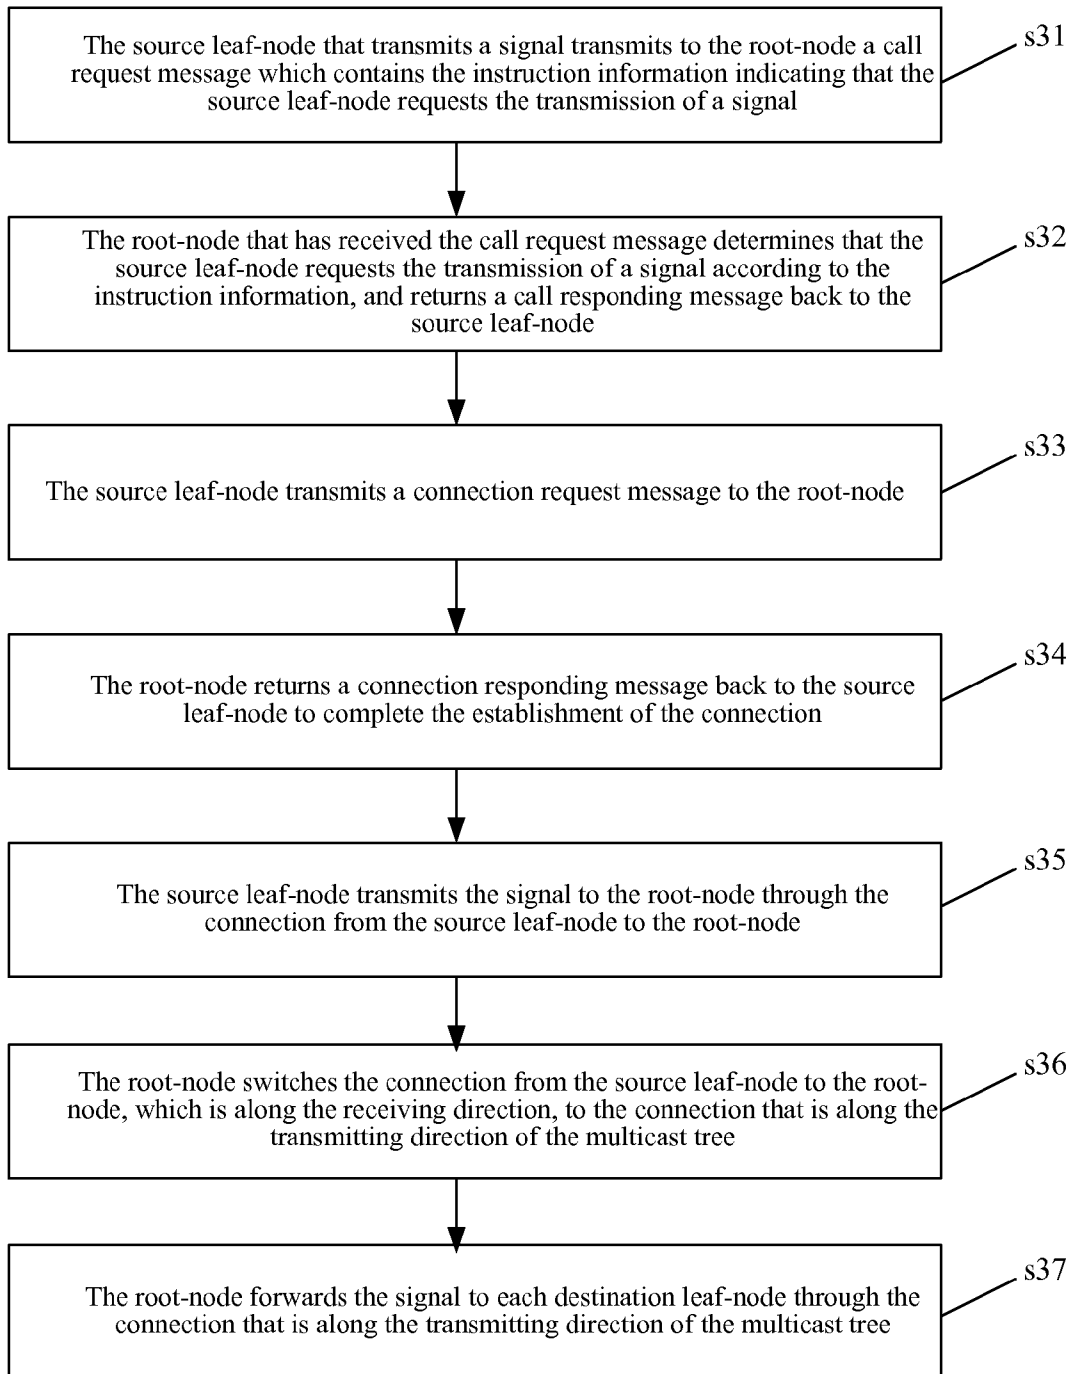 The source leaf-node that transmits a signal transmits to the root-node a call
request message which contains the instruction information indicating that the
source leaf-node requests the transmission of a signal
s31
The root-node that has received the call request message determines that the
source leaf-node requests the transmission of a signal according to the
instruction information, and returns a call responding message back to the
source leaf-node
s32
The source leaf-node transmits a connection request message to the root-node
s33
The root-node returns a connection responding message back to the source
leaf-node to complete the establishment of the connection
s34
The source leaf-node transmits the signal to the root-node through the
connection from the source leaf-node to the root-node
s35
The root-node switches the connection from the source leaf-node to the root-
node, which is along the receiving direction, to the connection that is along the
transmitting direction of the multicast tree
s36
The root-node forwards the signal to each destination leaf-node through the
connection that is along the transmitting direction of the multicast tree
s37